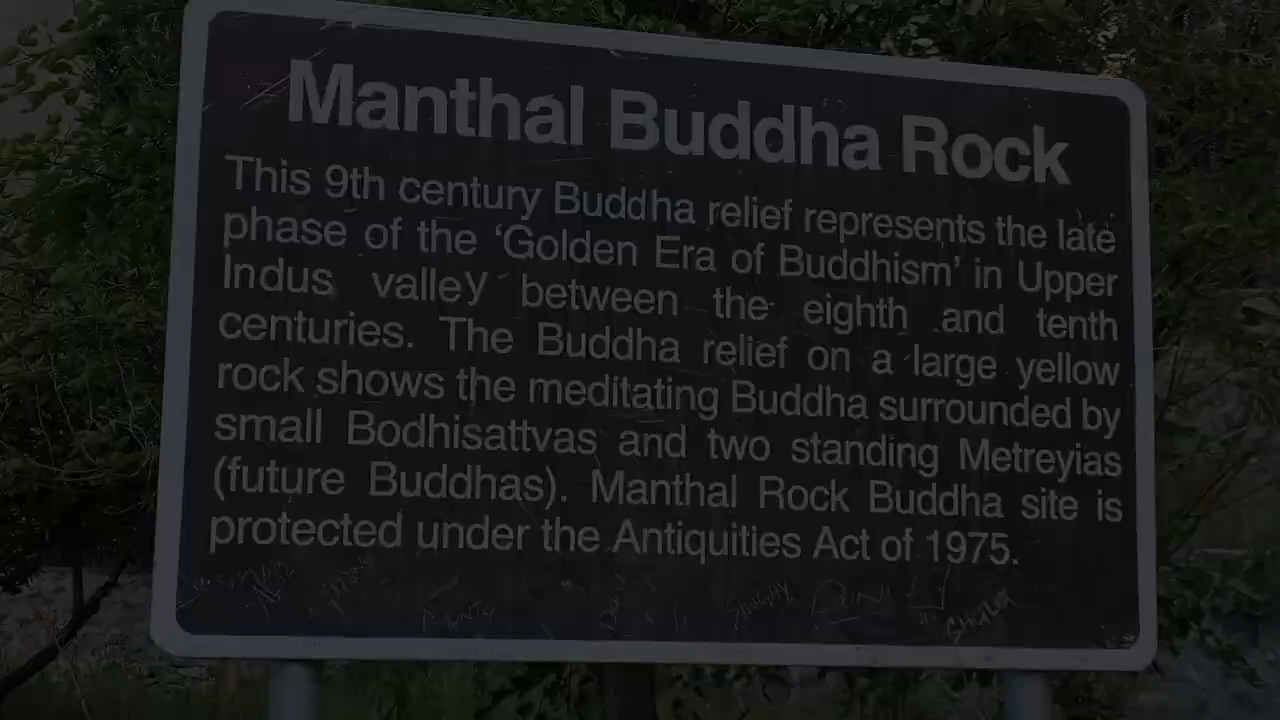 Manthal Buddha Rock
This 9th century Buddha relief represents the late
phase of the ‘Golden Era of Buddhism’ in Upper
Indus valley between the eighth and tenth
centuries. The Buddha relief on a large yellow
rock shows the meditating Buddha surrounded by
small Bodhisattvas and two standing Metreyias
(future Buddhas). Manthal Rock Buddha site is
protected under the Antiquities Act of 1975.